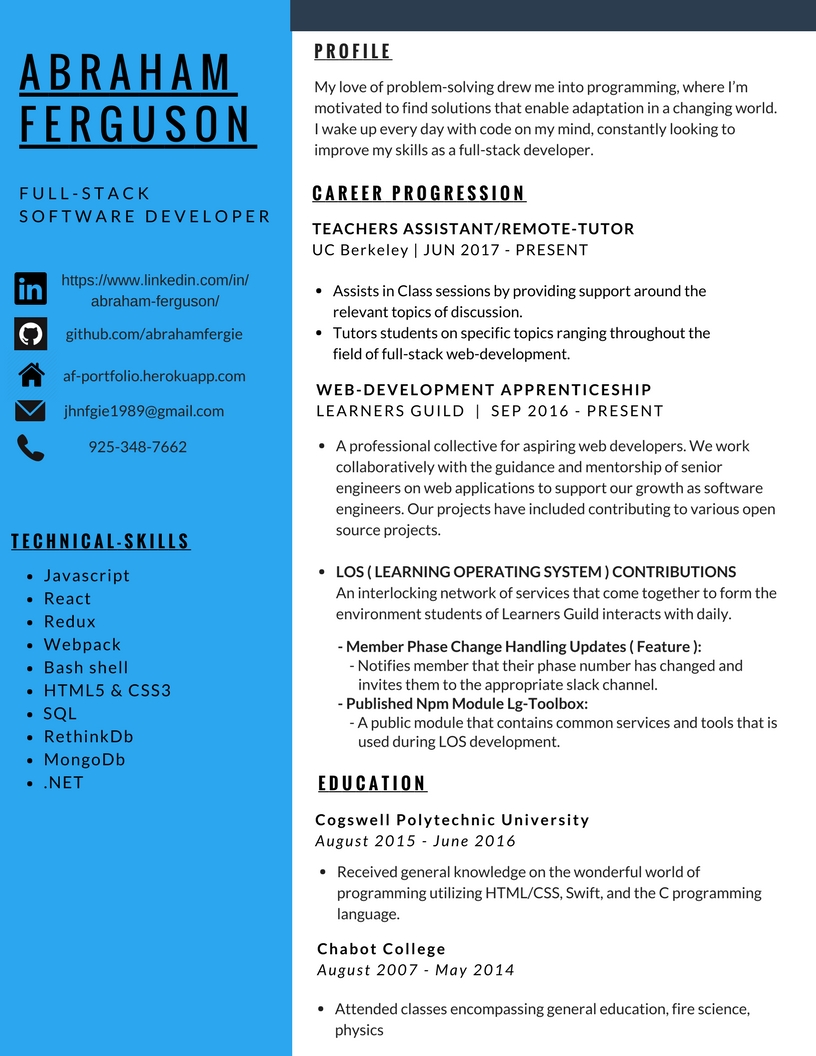 ABRAHAM
FERGUSON
FULL-STACK
SOFTWARE DEVELOPER
https://www.linkedin.com/in/
abraham-ferguson/
github.com/abrahamfergie
af-portfolio.herokuapp.com
jhnfgie1989@gmail.com
925-348-7662
TECHNICAL-SKILLS
• Javascript
• React
• Redux
• Webpack
• Bash shell
• HTML5 & CSS3
• SQL
• RethinkDb
• MongoDb
• .NET
PROFILE
My love of problem-solving drew me into programming, where I'm
motivated to find solutions that enable adaptation in a changing world.
I wake up every day with code on my mind, constantly looking to
improve my skills as a full-stack developer.
CAREER PROGRESSION
TEACHERS ASSISTANT/REMOTE-TUTOR
UC Berkeley | JUN 2017 - PRESENT
• Assists in Class sessions by providing support around the
relevant topics of discussion.
• Tutors students on specific topics ranging throughout the
field of full-stack web-development.
WEB-DEVELOPMENT APPRENTICESHIP
LEARNERS GUILD | SEP 2016 - PRESENT
• A professional collective for aspiring web developers. We work
collaboratively with the guidance and mentorship of senior
engineers on web applications to support our growth as software
engineers. Our projects have included contributing to various open
source projects.
• LOS ( LEARNING OPERATING SYSTEM ) CONTRIBUTIONS
An interlocking network of services that come together to form the
environment students of Learners Guild interacts with daily.
- Member Phase Change Handling Updates ( Feature ):
- Notifies member that their phase number has changed and
invites them to the appropriate slack channel.
- Published Npm Module Lg-Toolbox:
- A public module that contains common services and tools that is
used during LOS development.
EDUCATION
Cogswell Polytechnic University
August 2015 - June 2016
• Received general knowledge on the wonderful world of
programming utilizing HTML/CSS, Swift, and the C programming
language.
Chabot College
August 2007 - May 2014
• Attended classes encompassing general education, fire science,
physics